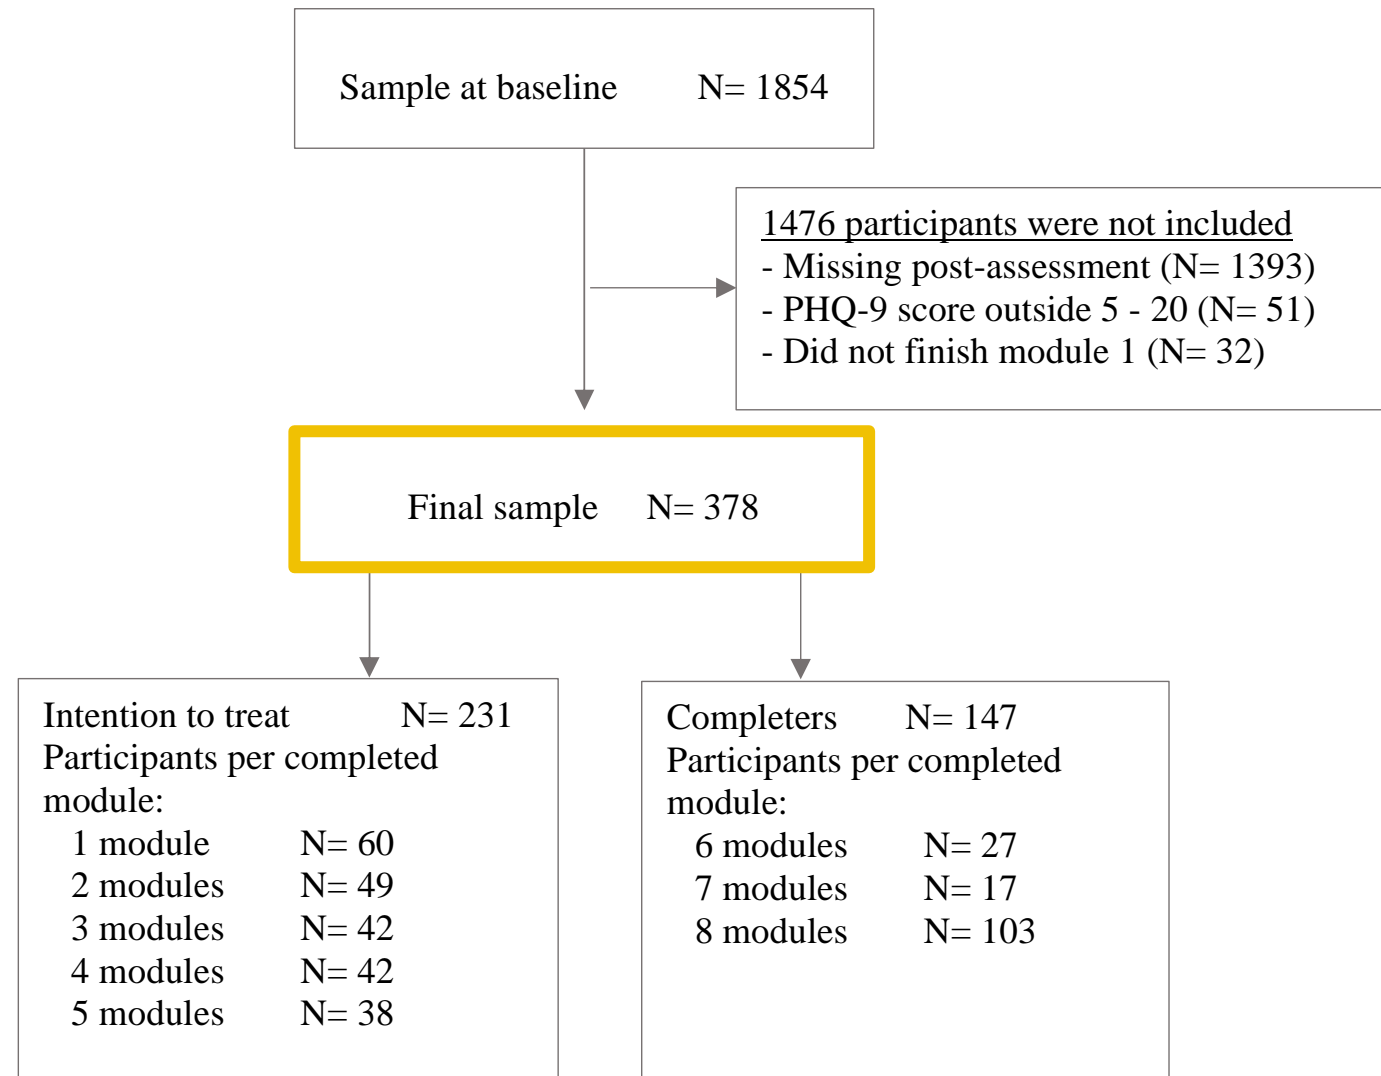 Sample at baseline N= 1854
1476 participants were not included
- Missing post-assessment (N= 1393)
- PHQ-9 score outside 5 - 20 (N= 51)
- Did not finish module 1 (N= 32)
Final sample N= 378
Intention to treat N= 231
Participants per completed
module:
1 module N= 60
2 modules N= 49
3 modules N= 42
4 modules N= 42
5 modules N= 38
Completers N= 147
Participants per completed
module:
6 modules N= 27
7 modules N= 17
8 modules N= 103